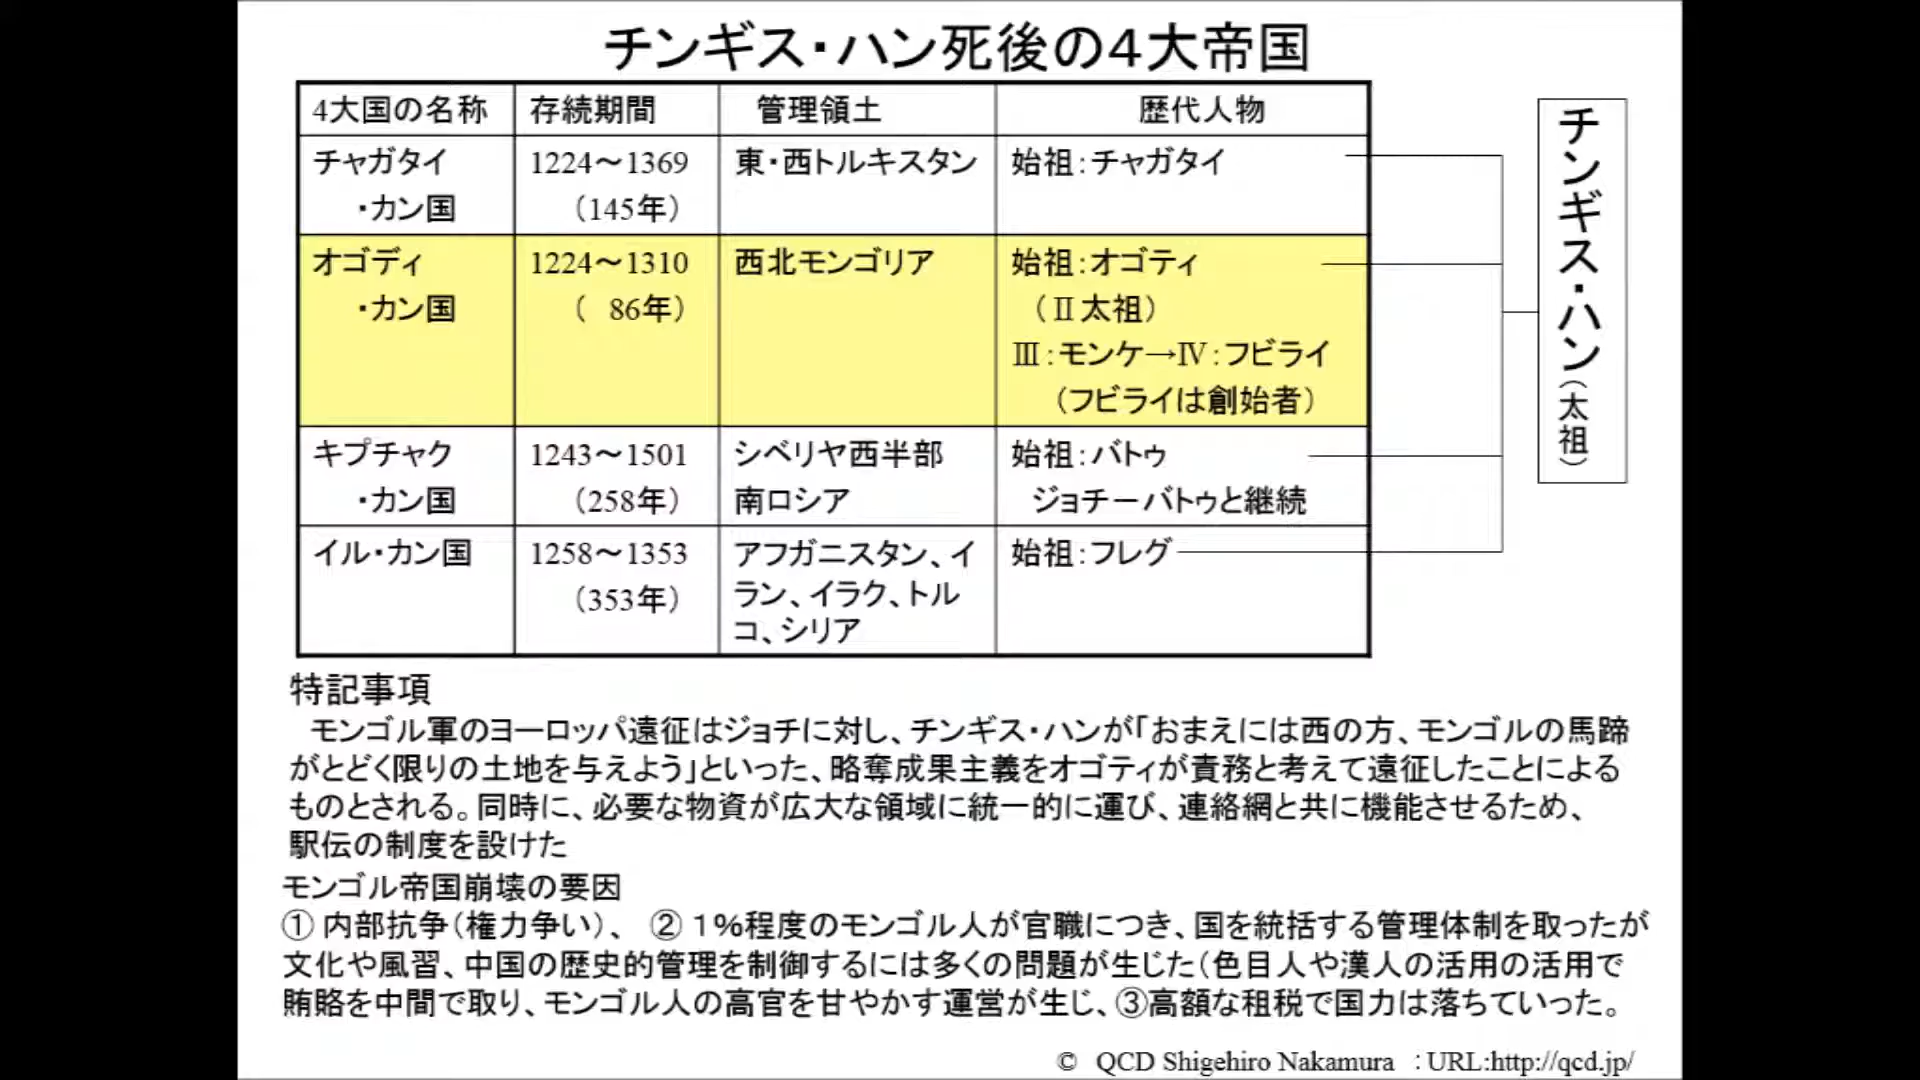 チンギス・ハン死後の4大帝国
4大国の名称
存続期間
管理領土
歴代人物
チャガタイ
・カン国
1224～1369
（145年）
東・西トルキスタン
始祖：チャガタイ
オゴディ
・カン国
1224～1310
（ 86年）
西北モンゴリア
始祖：オゴティ
（Ⅱ太祖）
Ⅲ：モンケ→Ⅳ：フビライ
（フビライは創始者）
キプチャク
・カン国
1243～1501
（258年）
シベリヤ西半部
南ロシア
始祖：バトゥ
ジョチーバトゥと継続
イル・カン国
1258～1353
（353年）
アフガニスタン、イ
ラン、イラク、トル
コ、シリア
始祖：フレグ
チンギス・ハン（太祖）
特記事項
モンゴル軍のヨーロッパ遠征はジョチに対し、チンギス・ハンが「おまえには西の方、モンゴルの馬蹄
がとどく限りの土地を与えよう」といった、略奪成果主義をオゴティが責務と考えて遠征したことによる
ものとされる。同時に、必要な物資が広大な領域に統一的に運び、連絡網と共に機能させるため、
駅伝の制度を設けた
モンゴル帝国崩壊の要因
① 内部抗争（権力争い）、 ② 1％程度のモンゴル人が官職につき、国を統括する管理体制を取ったが
文化や風習、中国の歴史的管理を制御するには多くの問題が生じた（色目人や漢人の活用の活用で
賄賂を中間で取り、モンゴル人の高官を甘やかす運営が生じ、③高額な租税で国力は落ちていった。
© QCD Shigehiro Nakamura ：URL:http://qcd.jp/